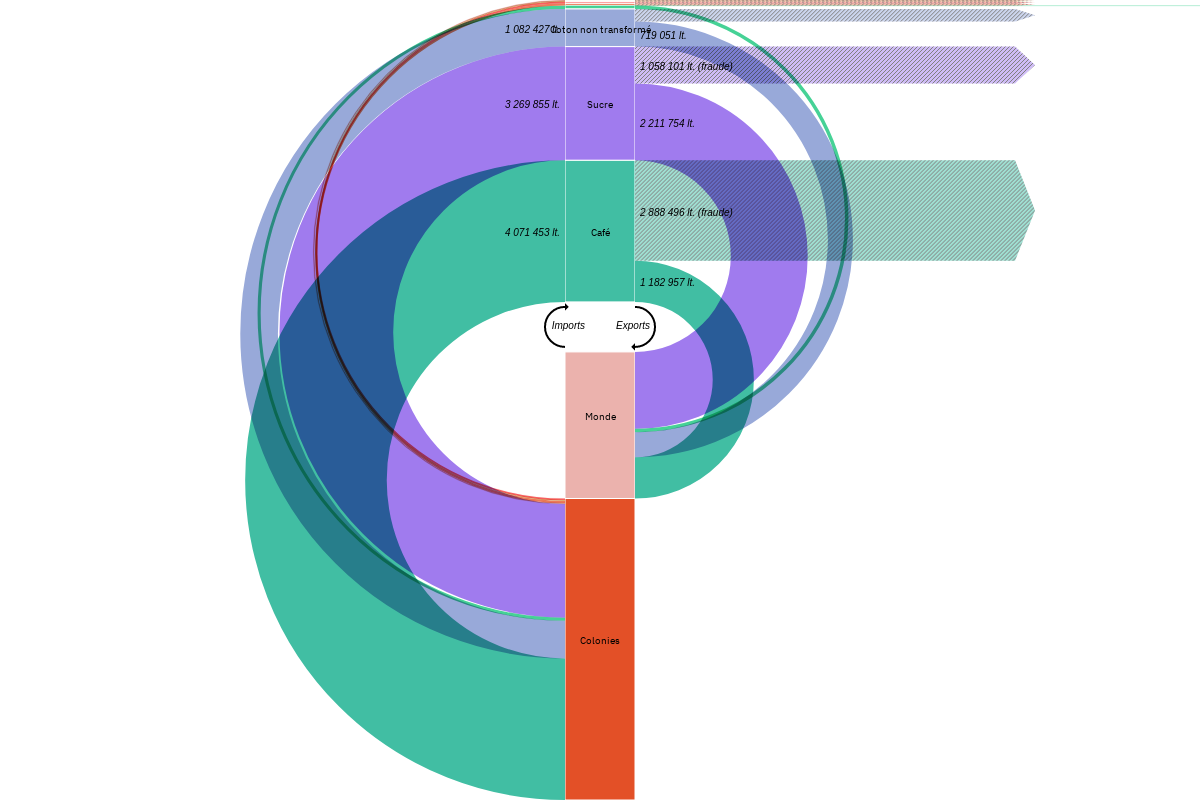 1 082 427 lt.
Coton non transformé
719 051 lt.
1 058 101 lt. (fraude)
3 269 855 lt.
Sucre
2 211 754 lt.
4 071 453 lt.
Café
2 888 496 lt. (fraude)
1 182 957 lt.
Imports
Exports
Monde
Colonies